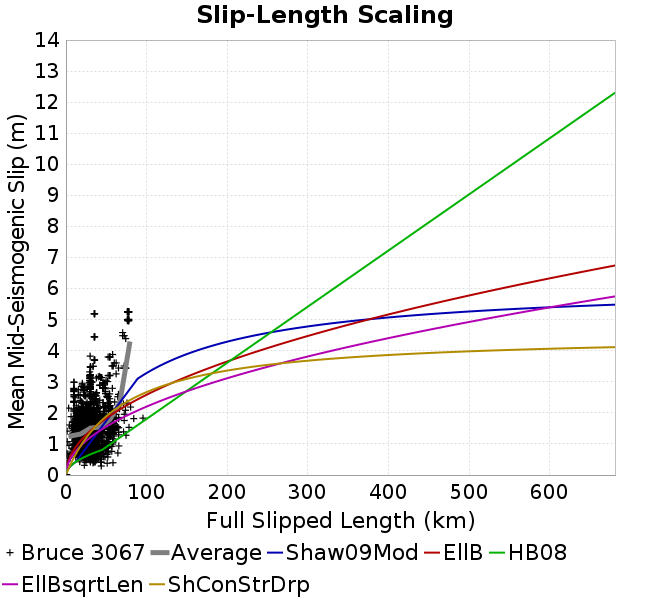 Slip-Length Scaling
Mean Mid-Seismogenic Slip (m)
14
13
12
11
10
9
8
7
6
5
4
3
2
1
0
0 100 200 300 400 500 600
Full Slipped Length (km)
Bruce 3067 Average Shaw09Mod EllB HB08
EllBsqrtLen ShConStrDrp